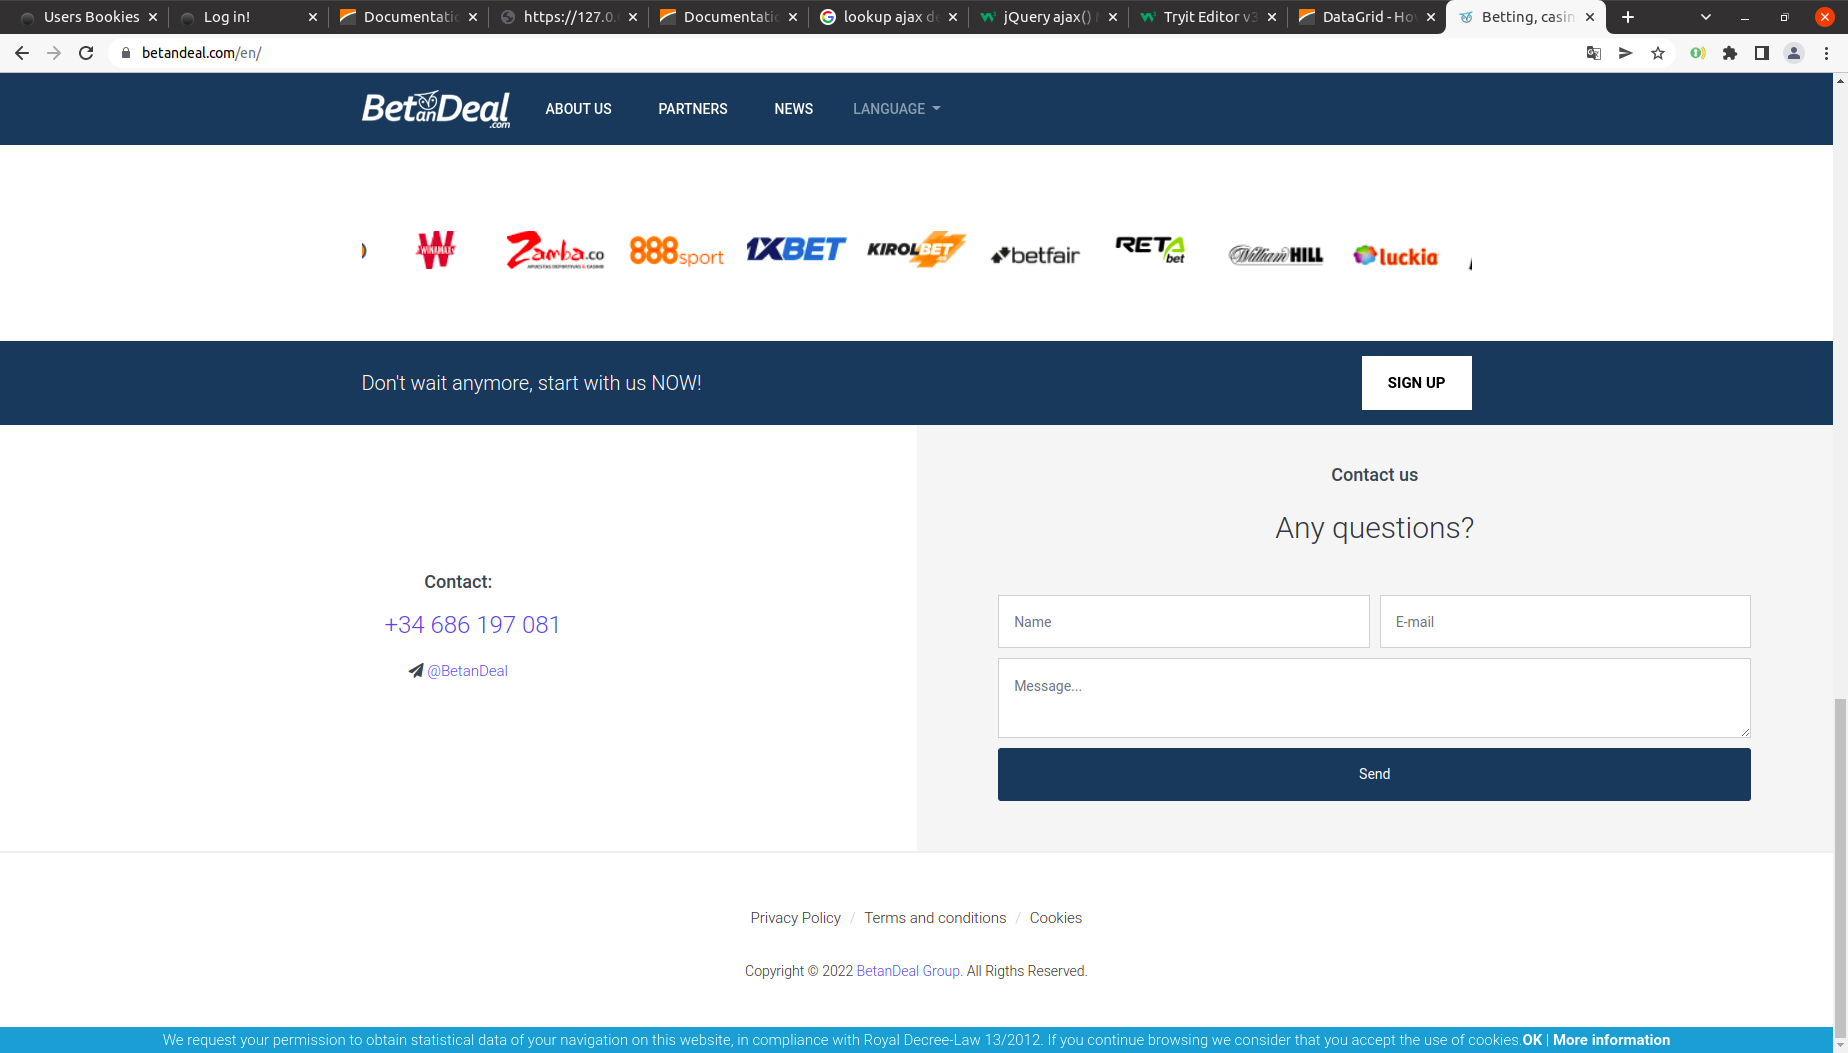 Users Bookies
Log in!
Documentatio
https://127.0.
Documentatio
lookup ajax de
jQuery ajax()
Tryit Editor v3
DataGrid - Ho
Betting, casin
betandeal.com/en/
BetanDeal
.com
ABOUT US
PARTNERS
NEWS
LANGUAGE
WINAMAX
Zamba.co
APUESTAS DEPORTIVAS & CASINO
888sport
1XBET
KIROLBET
betfair
RETAbet
William HILL
luckia
Don't wait anymore, start with us NOW!
SIGN UP
Contact us
Any questions?
Contact:
+34 686 197 081
@BetanDeal
Name
E-mail
Message...
Send
Privacy Policy / Terms and conditions / Cookies
Copyright © 2022 BetanDeal Group. All Rigths Reserved.
We request your permission to obtain statistical data of your navigation on this website, in compliance with Royal Decree-Law 13/2012. If you continue browsing we consider that you accept the use of cookies.OK | More information